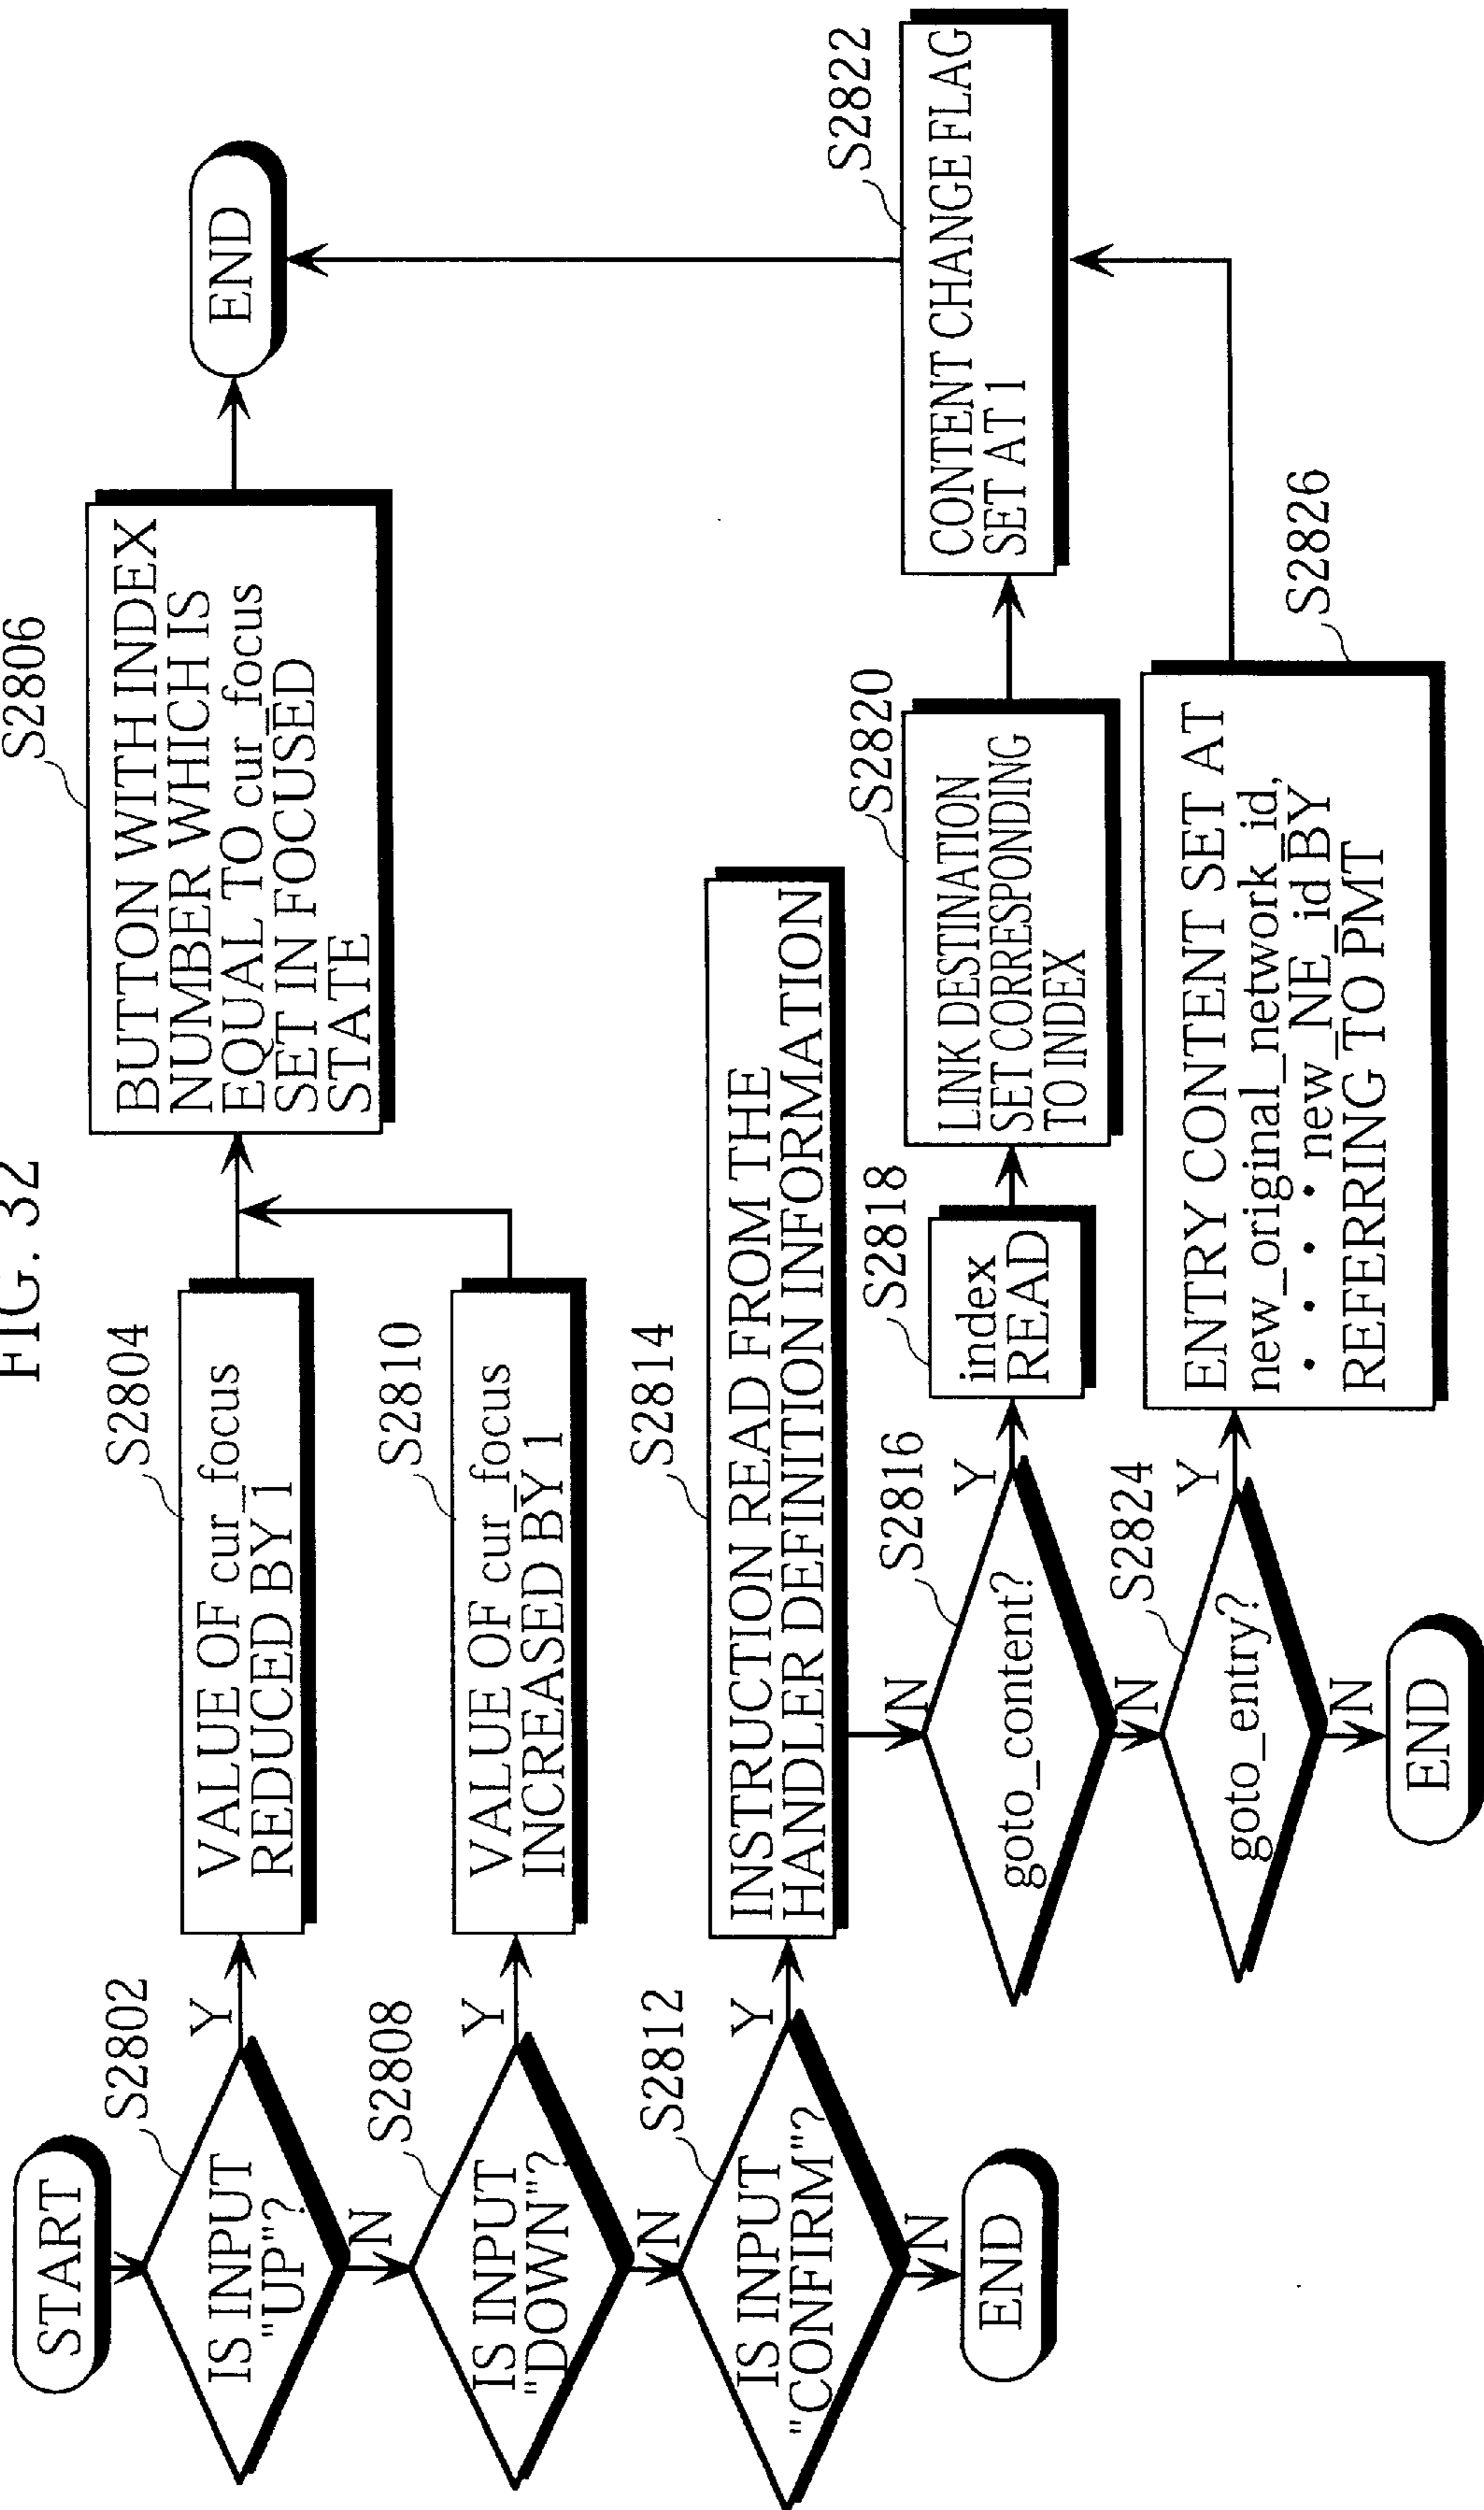 FIG. 32
START
S2802
IS INPUT
"UP"?
Y
N
S2804
VALUE OF cur_focus
REDUCED BY 1
S2806
BUTTON WITH INDEX
NUMBER WHICH IS
EQUAL TO cur_focus
SET IN FOCUSED
STATE
END
S2808
IS INPUT
"DOWN"?
Y
N
S2810
VALUE OF cur_focus
INCREASED BY 1
S2812
IS INPUT
"CONFIRM"?
Y
N
END
S2814
INSTRUCTION READ FROM THE
HANDLER DEFINITION INFORMATION
N
S2816
goto_content?
Y
N
S2818
index
READ
S2820
LINK DESTINATION
SET CORRESPONDING
TO INDEX
S2822
CONTENT CHANGE FLAG
SET AT 1
S2824
goto_entry?
Y
N
END
S2826
ENTRY CONTENT SET AT
new_original_network_id,
• • • • new_NE_id BY
REFERRING TO PMT